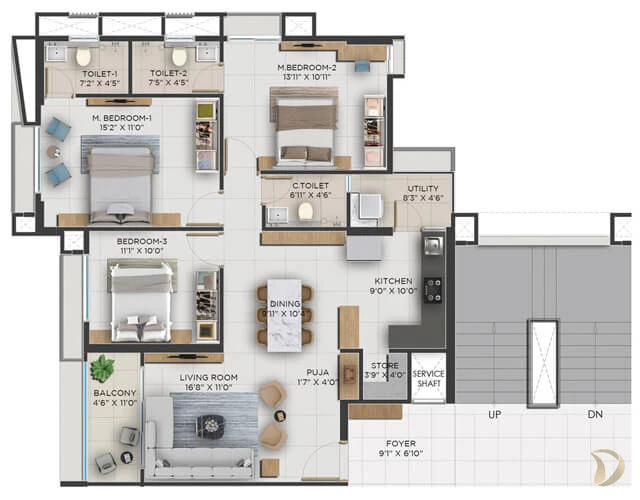 TOILET-1
7'2" X 4'5"
TOILET-2
7'5" X 4'5"
M.BEDROOM-2
13'11" X 10'11"
M. BEDROOM-1
15'2" X 11'0"
C.TOILET
6'11" X 4'6"
UTILITY
8'3" X 4'6"
BEDROOM-3
11'1" X 10'0"
KITCHEN
9'0" X 10'0"
DINING
9'11" X 10'4"
LIVING ROOM
16'8" X 11'0"
PUJA
1'7" X 4'0"
STORE
3'9" X 4'0"
SERVICE
SHAFT
BALCONY
4'6" X 11'0"
UP
DN
FOYER
9'1" X 6'10"